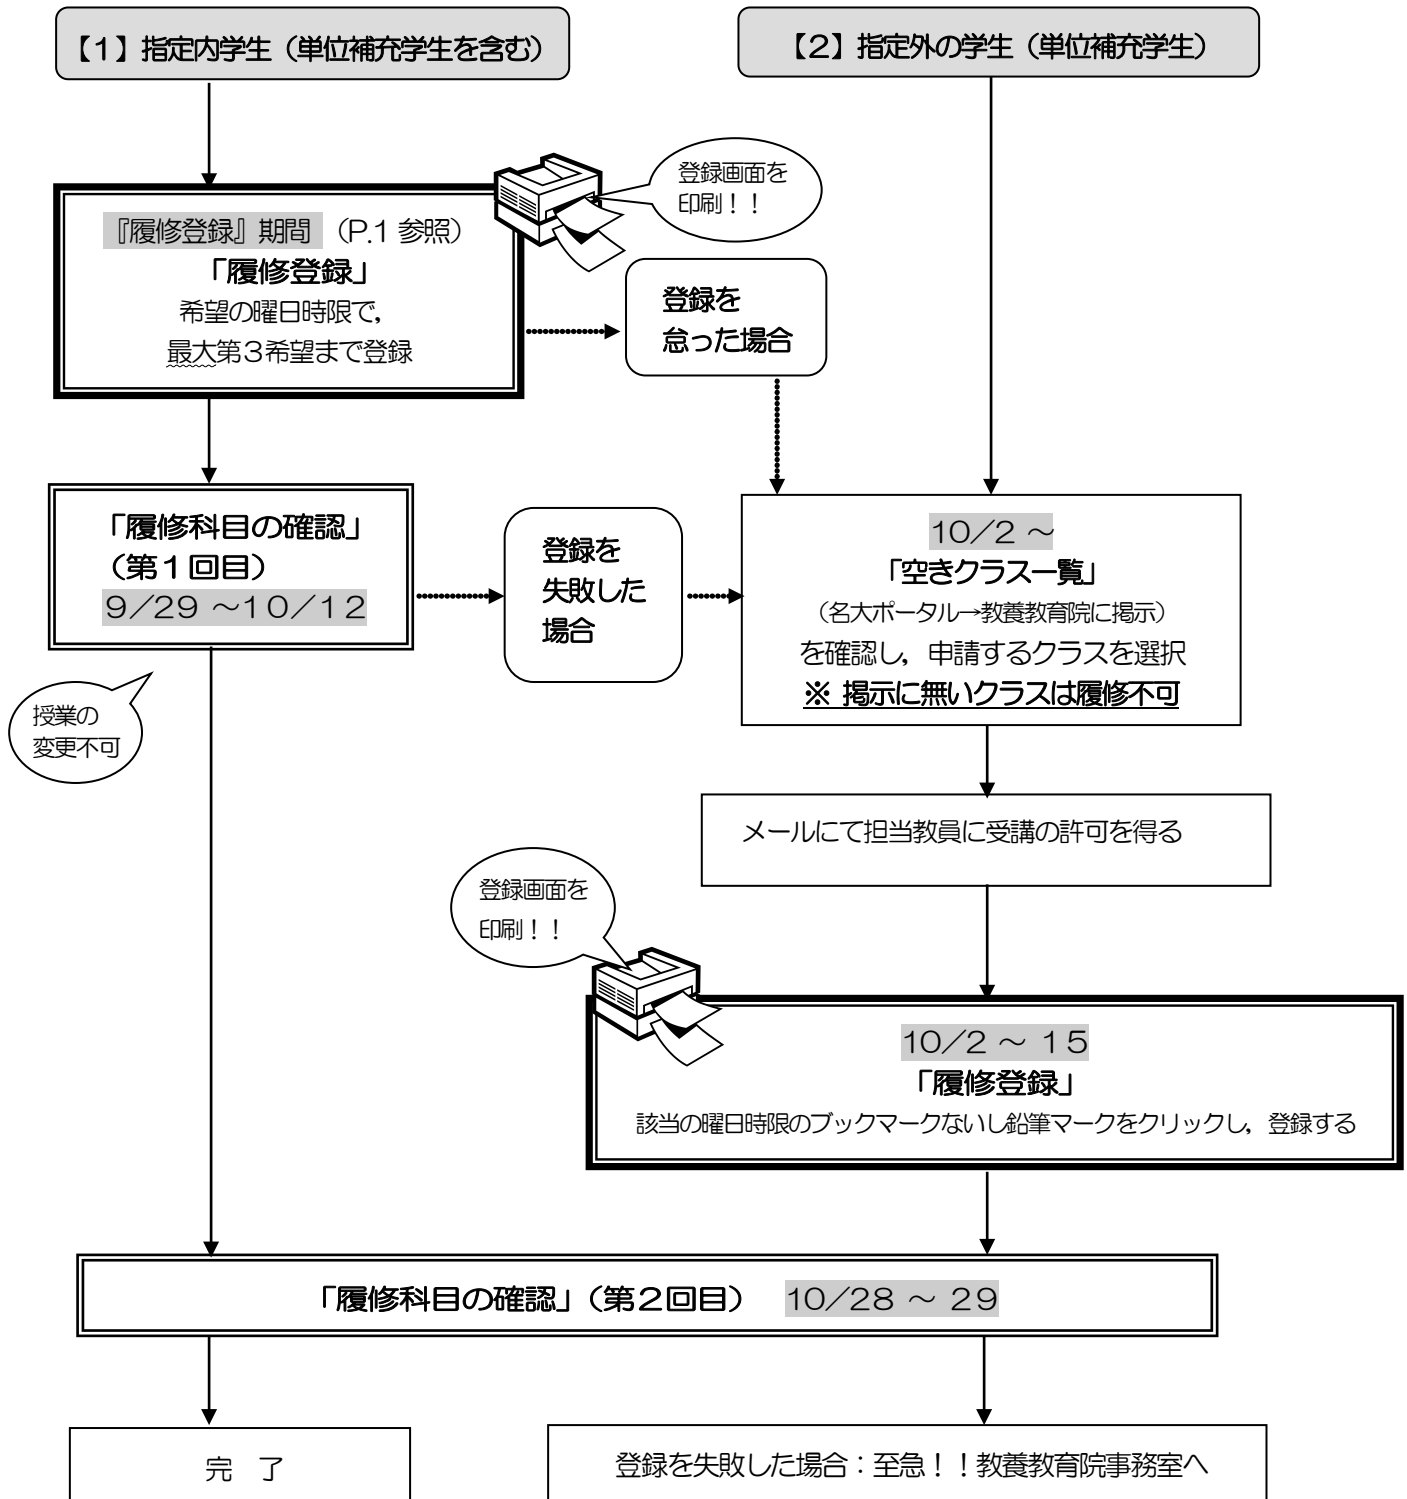 【１】指定内学生（単位補充学生を含む）
【２】指定外の学生（単位補充学生）
登録画面を
印刷！！
『履修登録』期間　（P.1 参照）
「履修登録」
希望の曜日時限で，
最大第３希望まで登録
登録を
怠った場合
「履修科目の確認」
（第１回目）
9／29 ～10／12
登録を
失敗した
場合
10／2 ～
「空きクラス一覧」
（名大ポータル→教養教育院に掲示）
を確認し，申請するクラスを選択
※ 掲示に無いクラスは履修不可
授業の
変更不可
メールにて担当教員に受講の許可を得る
登録画面を
印刷！！
10／2 ～ 15
「履修登録」
該当の曜日時限のブックマークないし鉛筆マークをクリックし，登録する
「履修科目の確認」（第２回目）　10／28 ～ 29
完　了
登録を失敗した場合：至急！！教養教育院事務室へ